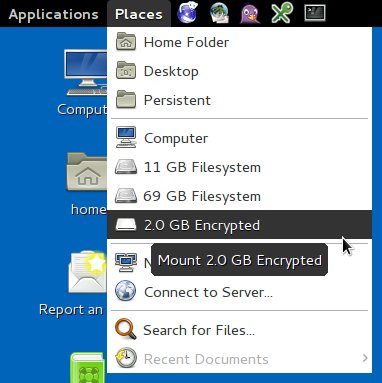 Applications Places
Home Folder
Desktop
Persistent
Computer
11 GB Filesystem
69 GB Filesystem
2.0 GB Encrypted
Mount 2.0 GB Encrypted
Connect to Server...
Search for Files...
Recent Documents
Comput
home
Report an